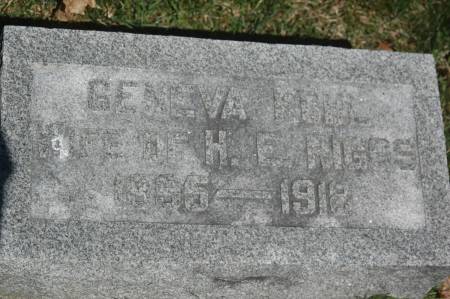 GENEVA
WIFE OF H. E. RIGGS
1866—1918